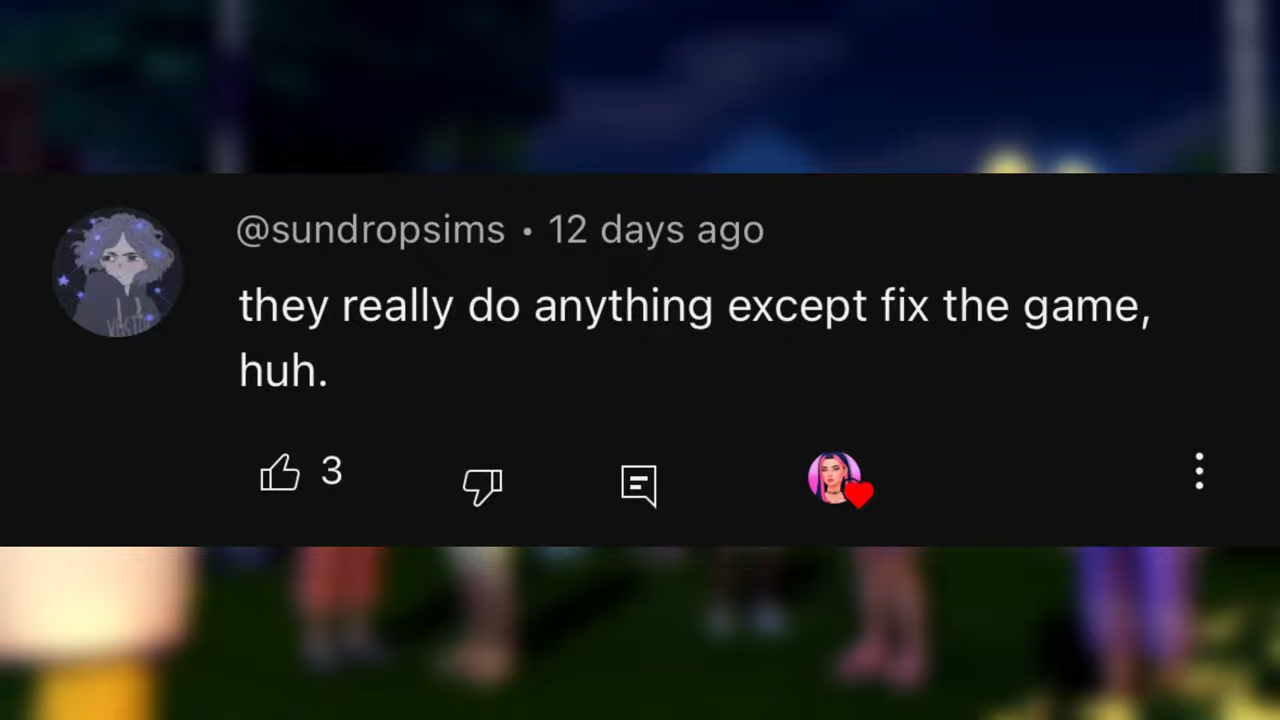 @sundropsims • 12 days ago
they really do anything except fix the game,
huh.
3